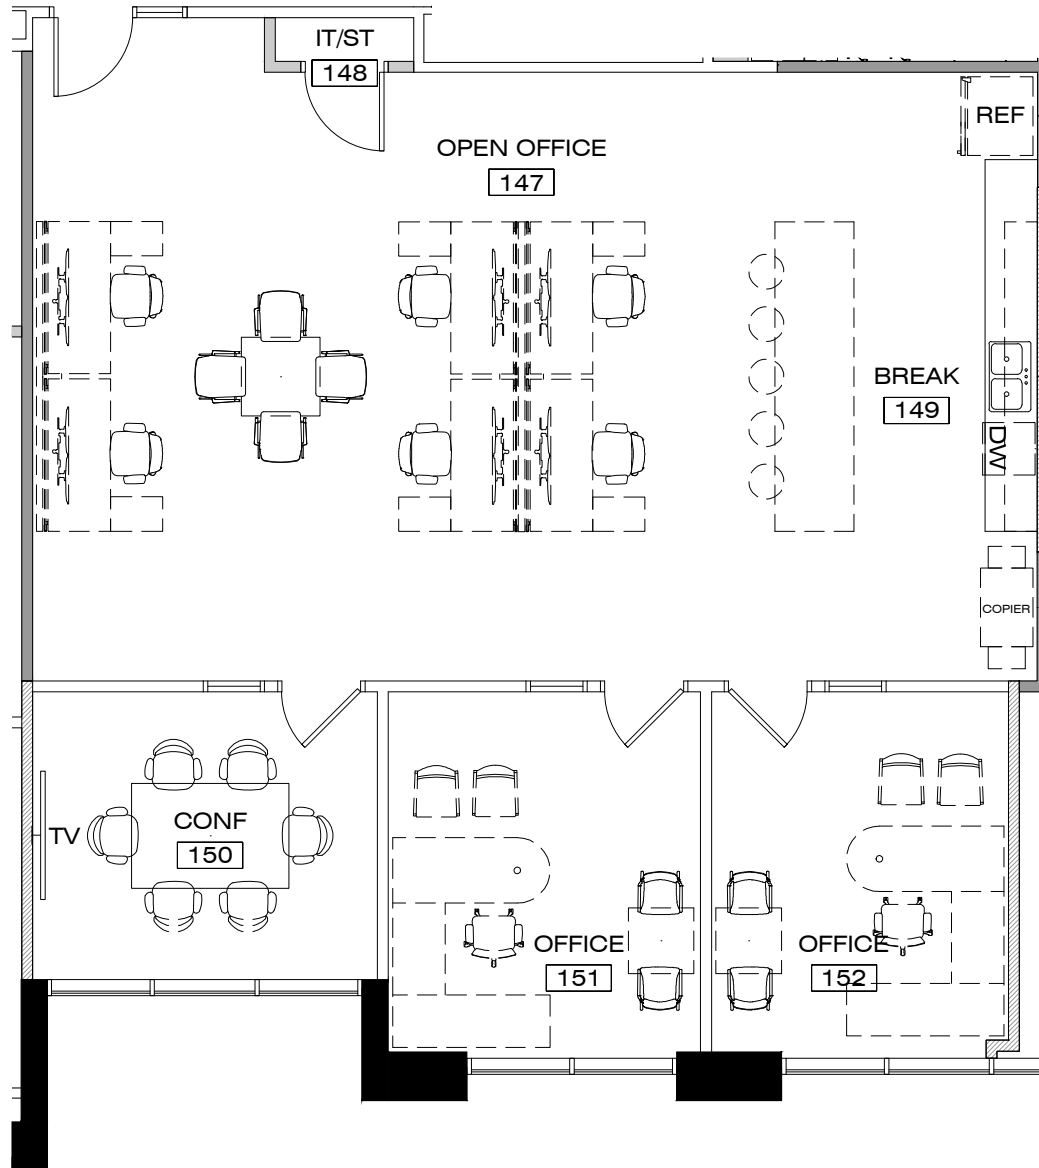 IT/ST
148
REF
OPEN OFFICE
147
BREAK
149
DW
COPIER
TV
CONF
150
OFFICE
151
OFFICE
152